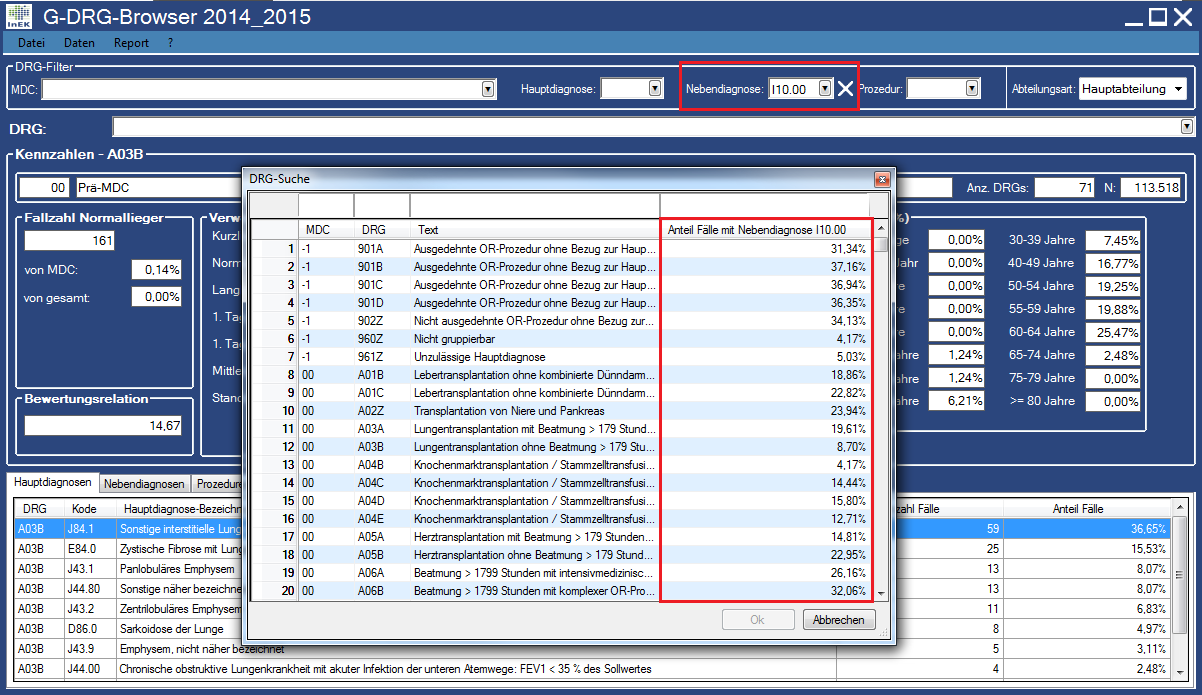 InEK G-DRG-Browser 2014_2015
Datei Daten Report ?
DRG-Filter
MDC: Hauptdiagnose: Nebendiagnose: I10.00 Prozedur: Abteilungsart: Hauptabteilung
DRG:
Kennzahlen - A03B
00 Prä-MDC Anz. DRGs: 71 N: 113.518
Fallzahl Normallieger
161
von MDC: 0,14%
von gesamt: 0,00%
Bewertungsrelation
14,67
Verw
Kurzl
Norm
Lang
1. Tag
1. Tag
Mittle
Stand
%)
ge 0,00% 30-39 Jahre 7,45%
Jahr 0,00% 40-49 Jahre 16,77%
re 0,00% 50-54 Jahre 19,25%
re 0,00% 55-59 Jahre 19,88%
re 0,00% 60-64 Jahre 25,47%
ahre 1,24% 65-74 Jahre 2,48%
ahre 1,24% 75-79 Jahre 0,00%
ahre 6,21% >= 80 Jahre 0,00%
DRG-Suche
MDC DRG Text Anteil Fälle mit Nebendiagnose I10.00
1 -1 901A Ausgedehnte OR-Prozedur ohne Bezug zur Haup... 31,34%
2 -1 901B Ausgedehnte OR-Prozedur ohne Bezug zur Haup... 37,16%
3 -1 901C Ausgedehnte OR-Prozedur ohne Bezug zur Haup... 36,94%
4 -1 901D Ausgedehnte OR-Prozedur ohne Bezug zur Haup... 36,35%
5 -1 902Z Nicht ausgedehnte OR-Prozedur ohne Bezug zur... 34,13%
6 -1 960Z Nicht gruppierbar 4,17%
7 -1 961Z Unzulässige Hauptdiagnose 5,03%
8 00 A01B Lebertransplantation ohne kombinierte Dünndarm... 18,86%
9 00 A01C Lebertransplantation ohne kombinierte Dünndarm... 22,82%
10 00 A02Z Transplantation von Niere und Pankreas 23,94%
11 00 A03A Lungentransplantation mit Beatmung > 179 Stund... 19,61%
12 00 A03B Lungentransplantation ohne Beatmung > 179 Stu... 8,70%
13 00 A04B Knochenmarktransplantation / Stammzelltransfusi... 4,17%
14 00 A04C Knochenmarktransplantation / Stammzelltransfusi... 14,44%
15 00 A04D Knochenmarktransplantation / Stammzelltransfusi... 15,80%
16 00 A04E Knochenmarktransplantation / Stammzelltransfusi... 12,71%
17 00 A05A Herztransplantation mit Beatmung > 179 Stunden... 14,81%
18 00 A05B Herztransplantation ohne Beatmung > 179 Stund... 22,95%
19 00 A06A Beatmung > 1799 Stunden mit intensivmedizinisc... 26,16%
20 00 A06B Beatmung > 1799 Stunden mit komplexer OR-Pro... 32,06%
Ok Abbrechen
Hauptdiagnosen Nebendiagnosen Prozeduren
DRG Kode Hauptdiagnose-Bezeichn zahl Fälle Anteil Fälle
A03B J84.1 Sonstige interstitielle Lung 59 36,65%
A03B E84.0 Zystische Fibrose mit Lung 25 15,53%
A03B J43.1 Panlobuläres Emphysem 13 8,07%
A03B J44.80 Sonstige näher bezeichne 13 8,07%
A03B J43.2 Zentrilobuläres Emphysem 11 6,83%
A03B D86.0 Sarkoidose der Lunge 8 4,97%
A03B J43.9 Emphysem, nicht näher bezeichnet 5 3,11%
A03B J44.00 Chronische obstruktive Lungenkrankheit mit akuter Infektion der unteren Atemwege: FEV1 < 35 % des Sollwertes 4 2,48%